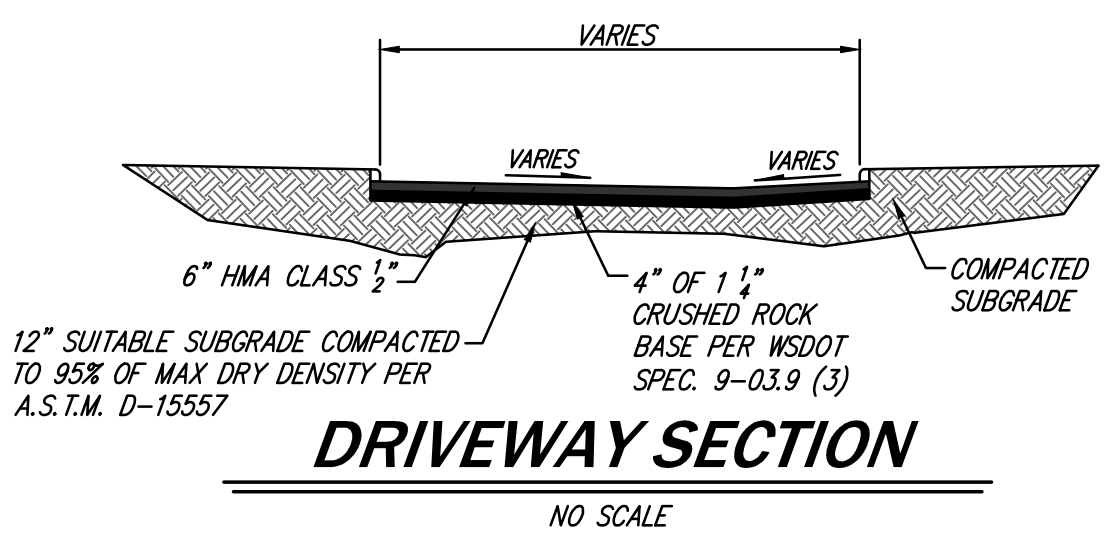 VARIES
VARIES
VARIES
6" HMA CLASS 1/2"
12" SUITABLE SUBGRADE COMPACTED
TO 95% OF MAX DRY DENSITY PER
A.S.T.M. D-15557
4" OF 1 1/4"
CRUSHED ROCK
BASE PER WSDOT
SPEC. 9-03.9 (3)
COMPACTED
SUBGRADE
DRIVEWAY SECTION
NO SCALE